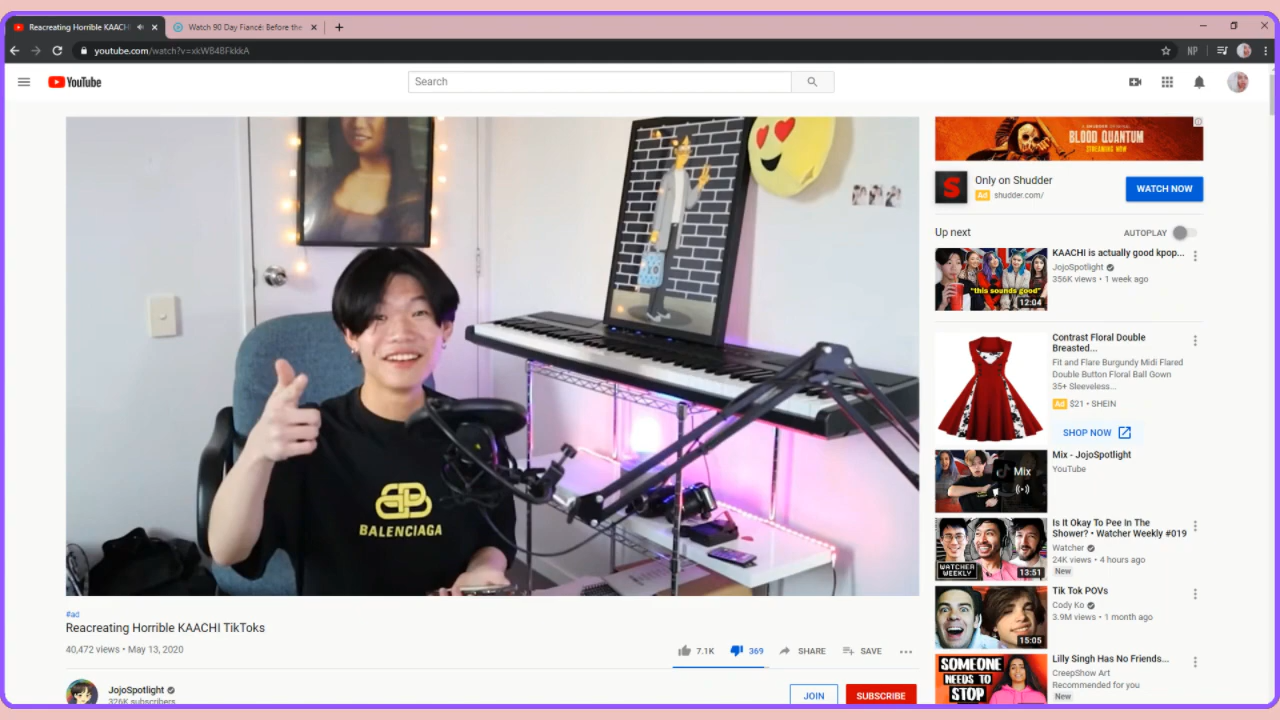 Reacreating Horrible KAACHI
Watch 90 Day Fiancé: Before the
youtube.com/watch?v=xkW848FkkkA
NP
YouTube
Search
BALENCIAGA
#ad
Reacreating Horrible KAACHI TikToks
40,472 views • May 13, 2020
7.1K
369
SHARE
SAVE
JojoSpotlight
326K subscribers
JOIN
SUBSCRIBE
BLOOD QUANTUM
STREAMING NOW
S
Only on Shudder
Ad shudder.com/
WATCH NOW
Up next
AUTOPLAY
"this sounds good"
12:04
KAACHI is actually good kpop...
JojoSpotlight
356K views • 1 week ago
Contrast Floral Double
Breasted...
Fit and Flare Burgundy Midi Flared
Double Button Floral Ball Gown
35+ Sleeveless...
Ad $21 • SHEIN
SHOP NOW
Mix
Mix - JojoSpotlight
YouTube
WATCHER
WEEKLY
13:51
Is It Okay To Pee In The
Shower? • Watcher Weekly #019
Watcher
24K views • 4 hours ago
New
15:05
Tik Tok POVs
Cody Ko
3.9M views • 1 month ago
SOMEONE
NEEDS TO
STOP
Lilly Singh Has No Friends...
CreepShow Art
Recommended for you
New